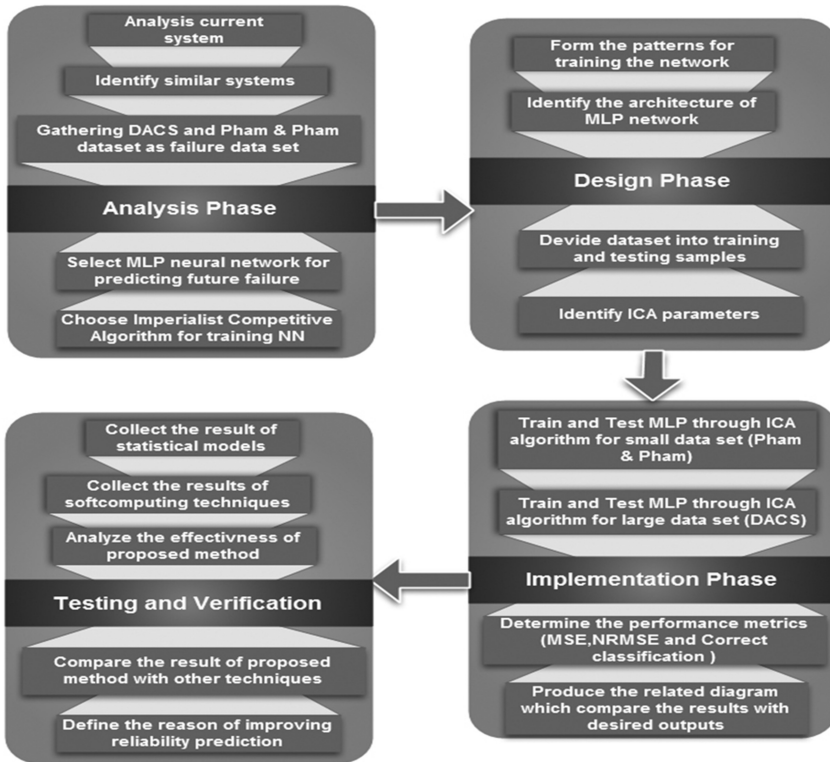 Analysis current
system
Identify similar systems
Gathering DACS and Pham & Pham
dataset as failure data set
Analysis Phase
Select MLP neural network for
predicting future failure
Choose Imperialist Competitive
Algorithm for training NN
Form the patterns for
training the network
Identify the architecture of
MLP network
Design Phase
Devide dataset into training
and testing samples
Identify ICA parameters
Train and Test MLP through ICA
algorithm for small data set (Pham
& Pham)
Train and Test MLP through ICA
algorithm for large data set (DACS)
Implementation Phase
Determine the performance metrics
(MSE,NRMSE and Correct
classification )
Produce the related diagram
which compare the results with
desired outputs
Collect the result of
statistical models
Collect the results of
softcomputing techniques
Analyze the effectivness of
proposed method
Testing and Verification
Compare the result of proposed
method with other techniques
Define the reason of improving
reliability prediction